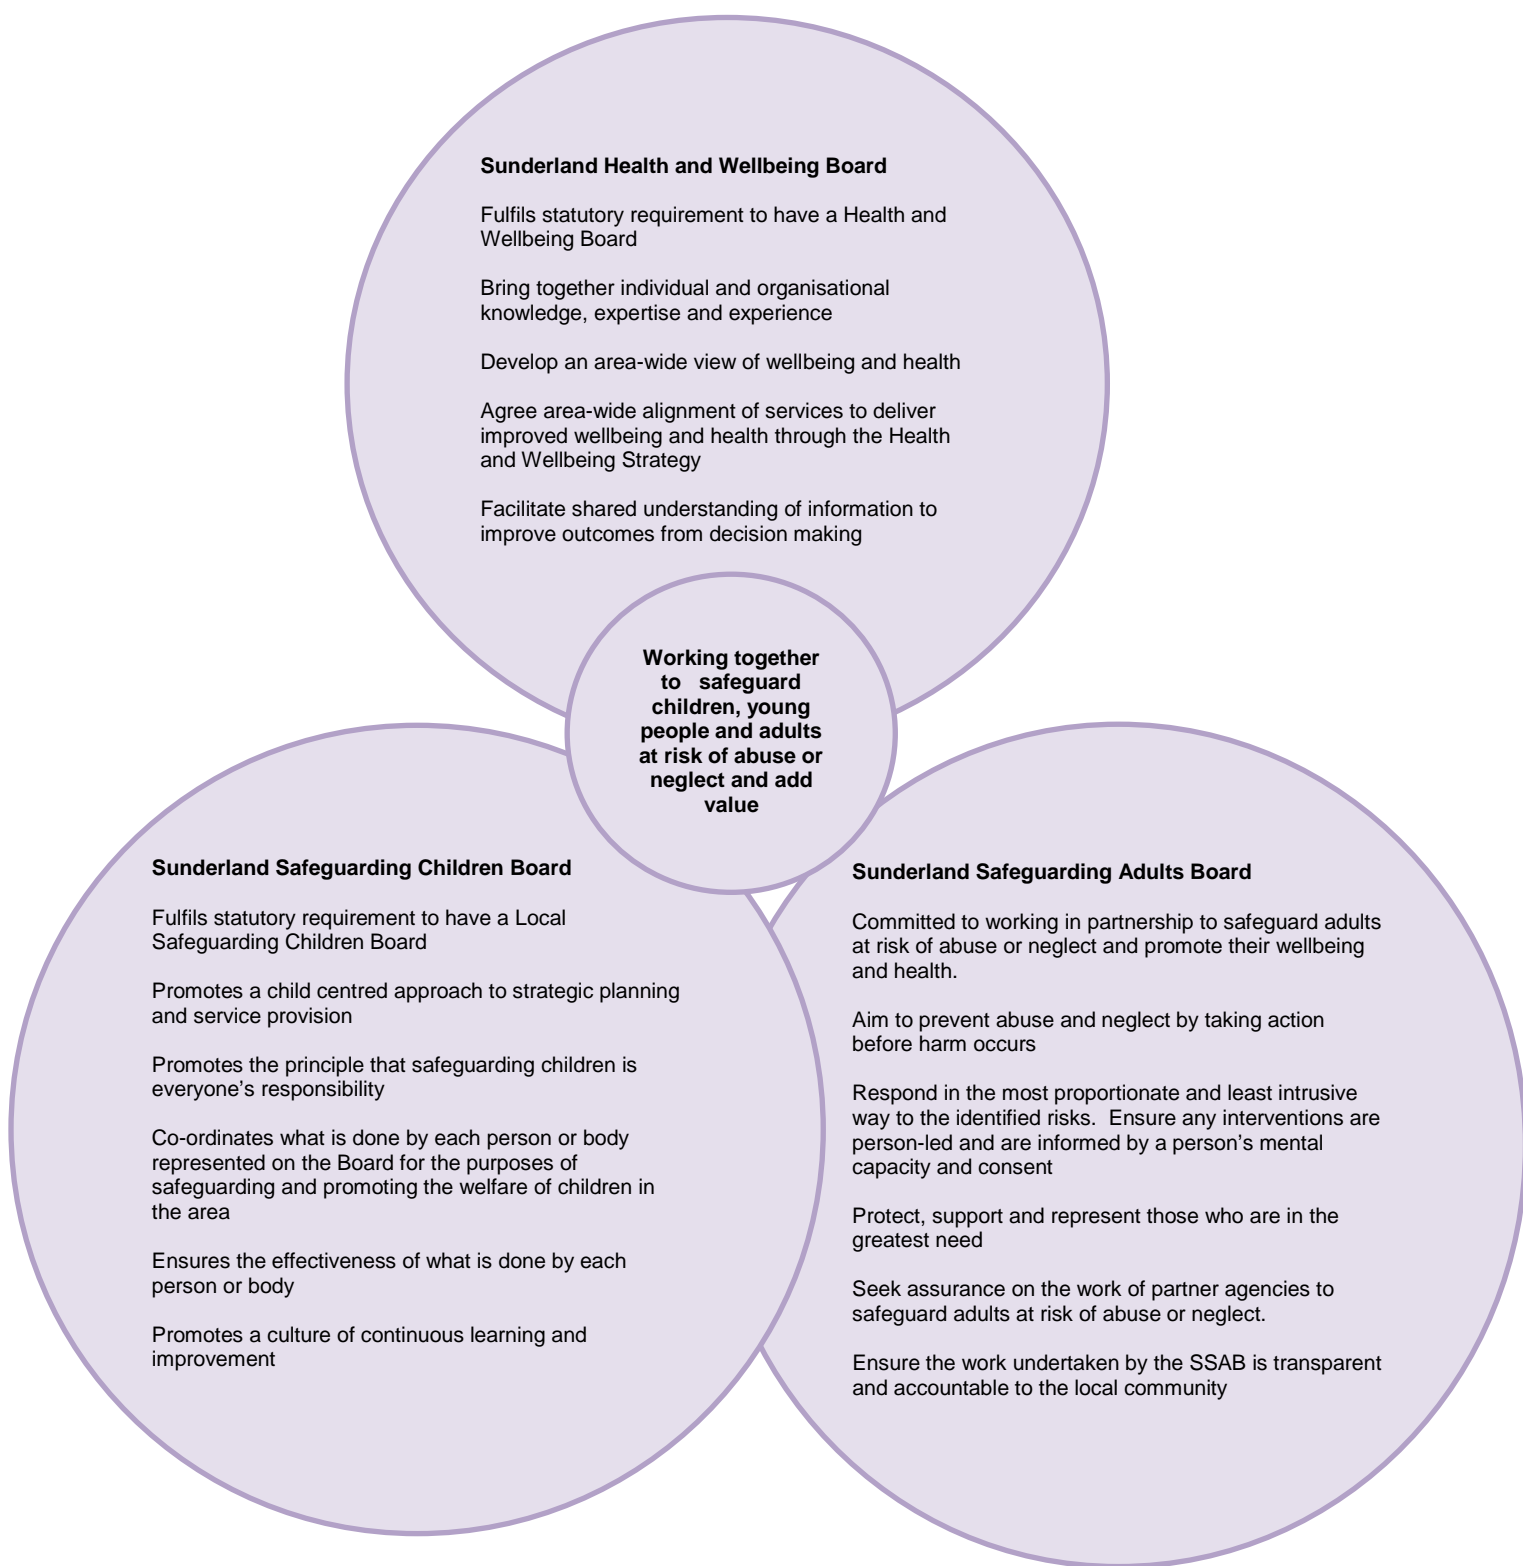 Sunderland Health and Wellbeing Board
Fulfils statutory requirement to have a Health and
Wellbeing Board
Bring together individual and organisational
knowledge, expertise and experience
Develop an area-wide view of wellbeing and health
Agree area-wide alignment of services to deliver
improved wellbeing and health through the Health
and Wellbeing Strategy
Facilitate shared understanding of information to
improve outcomes from decision making
Working together
to safeguard
children, young
people and adults
at risk of abuse or
neglect and add
value
Sunderland Safeguarding Children Board
Fulfils statutory requirement to have a Local
Safeguarding Children Board
Promotes a child centred approach to strategic planning
and service provision
Promotes the principle that safeguarding children is
everyone’s responsibility
Co-ordinates what is done by each person or body
represented on the Board for the purposes of
safeguarding and promoting the welfare of children in
the area
Ensures the effectiveness of what is done by each
person or body
Promotes a culture of continuous learning and
improvement
Sunderland Safeguarding Adults Board
Committed to working in partnership to safeguard adults
at risk of abuse or neglect and promote their wellbeing
and health.
Aim to prevent abuse and neglect by taking action
before harm occurs
Respond in the most proportionate and least intrusive
way to the identified risks.  Ensure any interventions are
person-led and are informed by a person’s mental
capacity and consent
Protect, support and represent those who are in the
greatest need
Seek assurance on the work of partner agencies to
safeguard adults at risk of abuse or neglect.
Ensure the work undertaken by the SSAB is transparent
and accountable to the local community